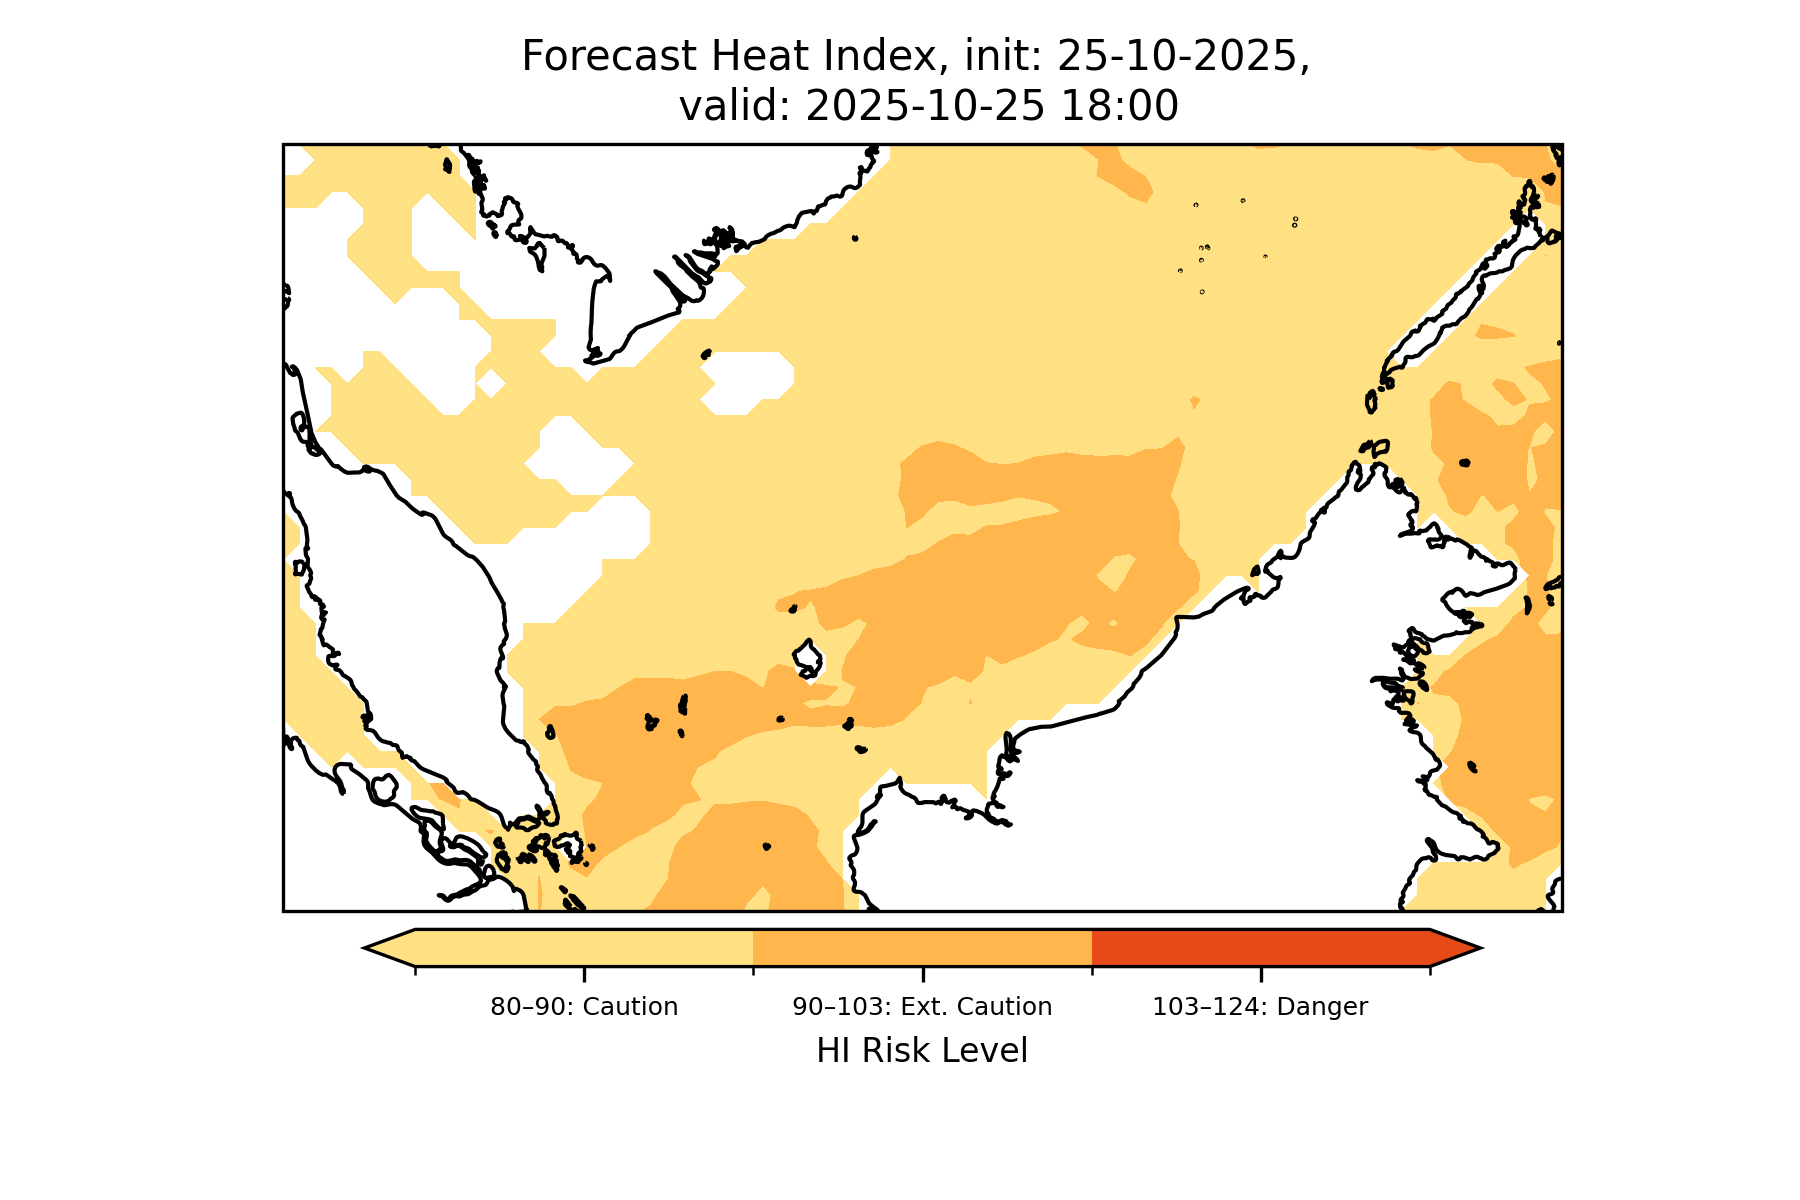 Forecast Heat Index, init: 25-10-2025,
valid: 2025-10-25 18:00
80–90: Caution
90–103: Ext. Caution
103–124: Danger
HI Risk Level